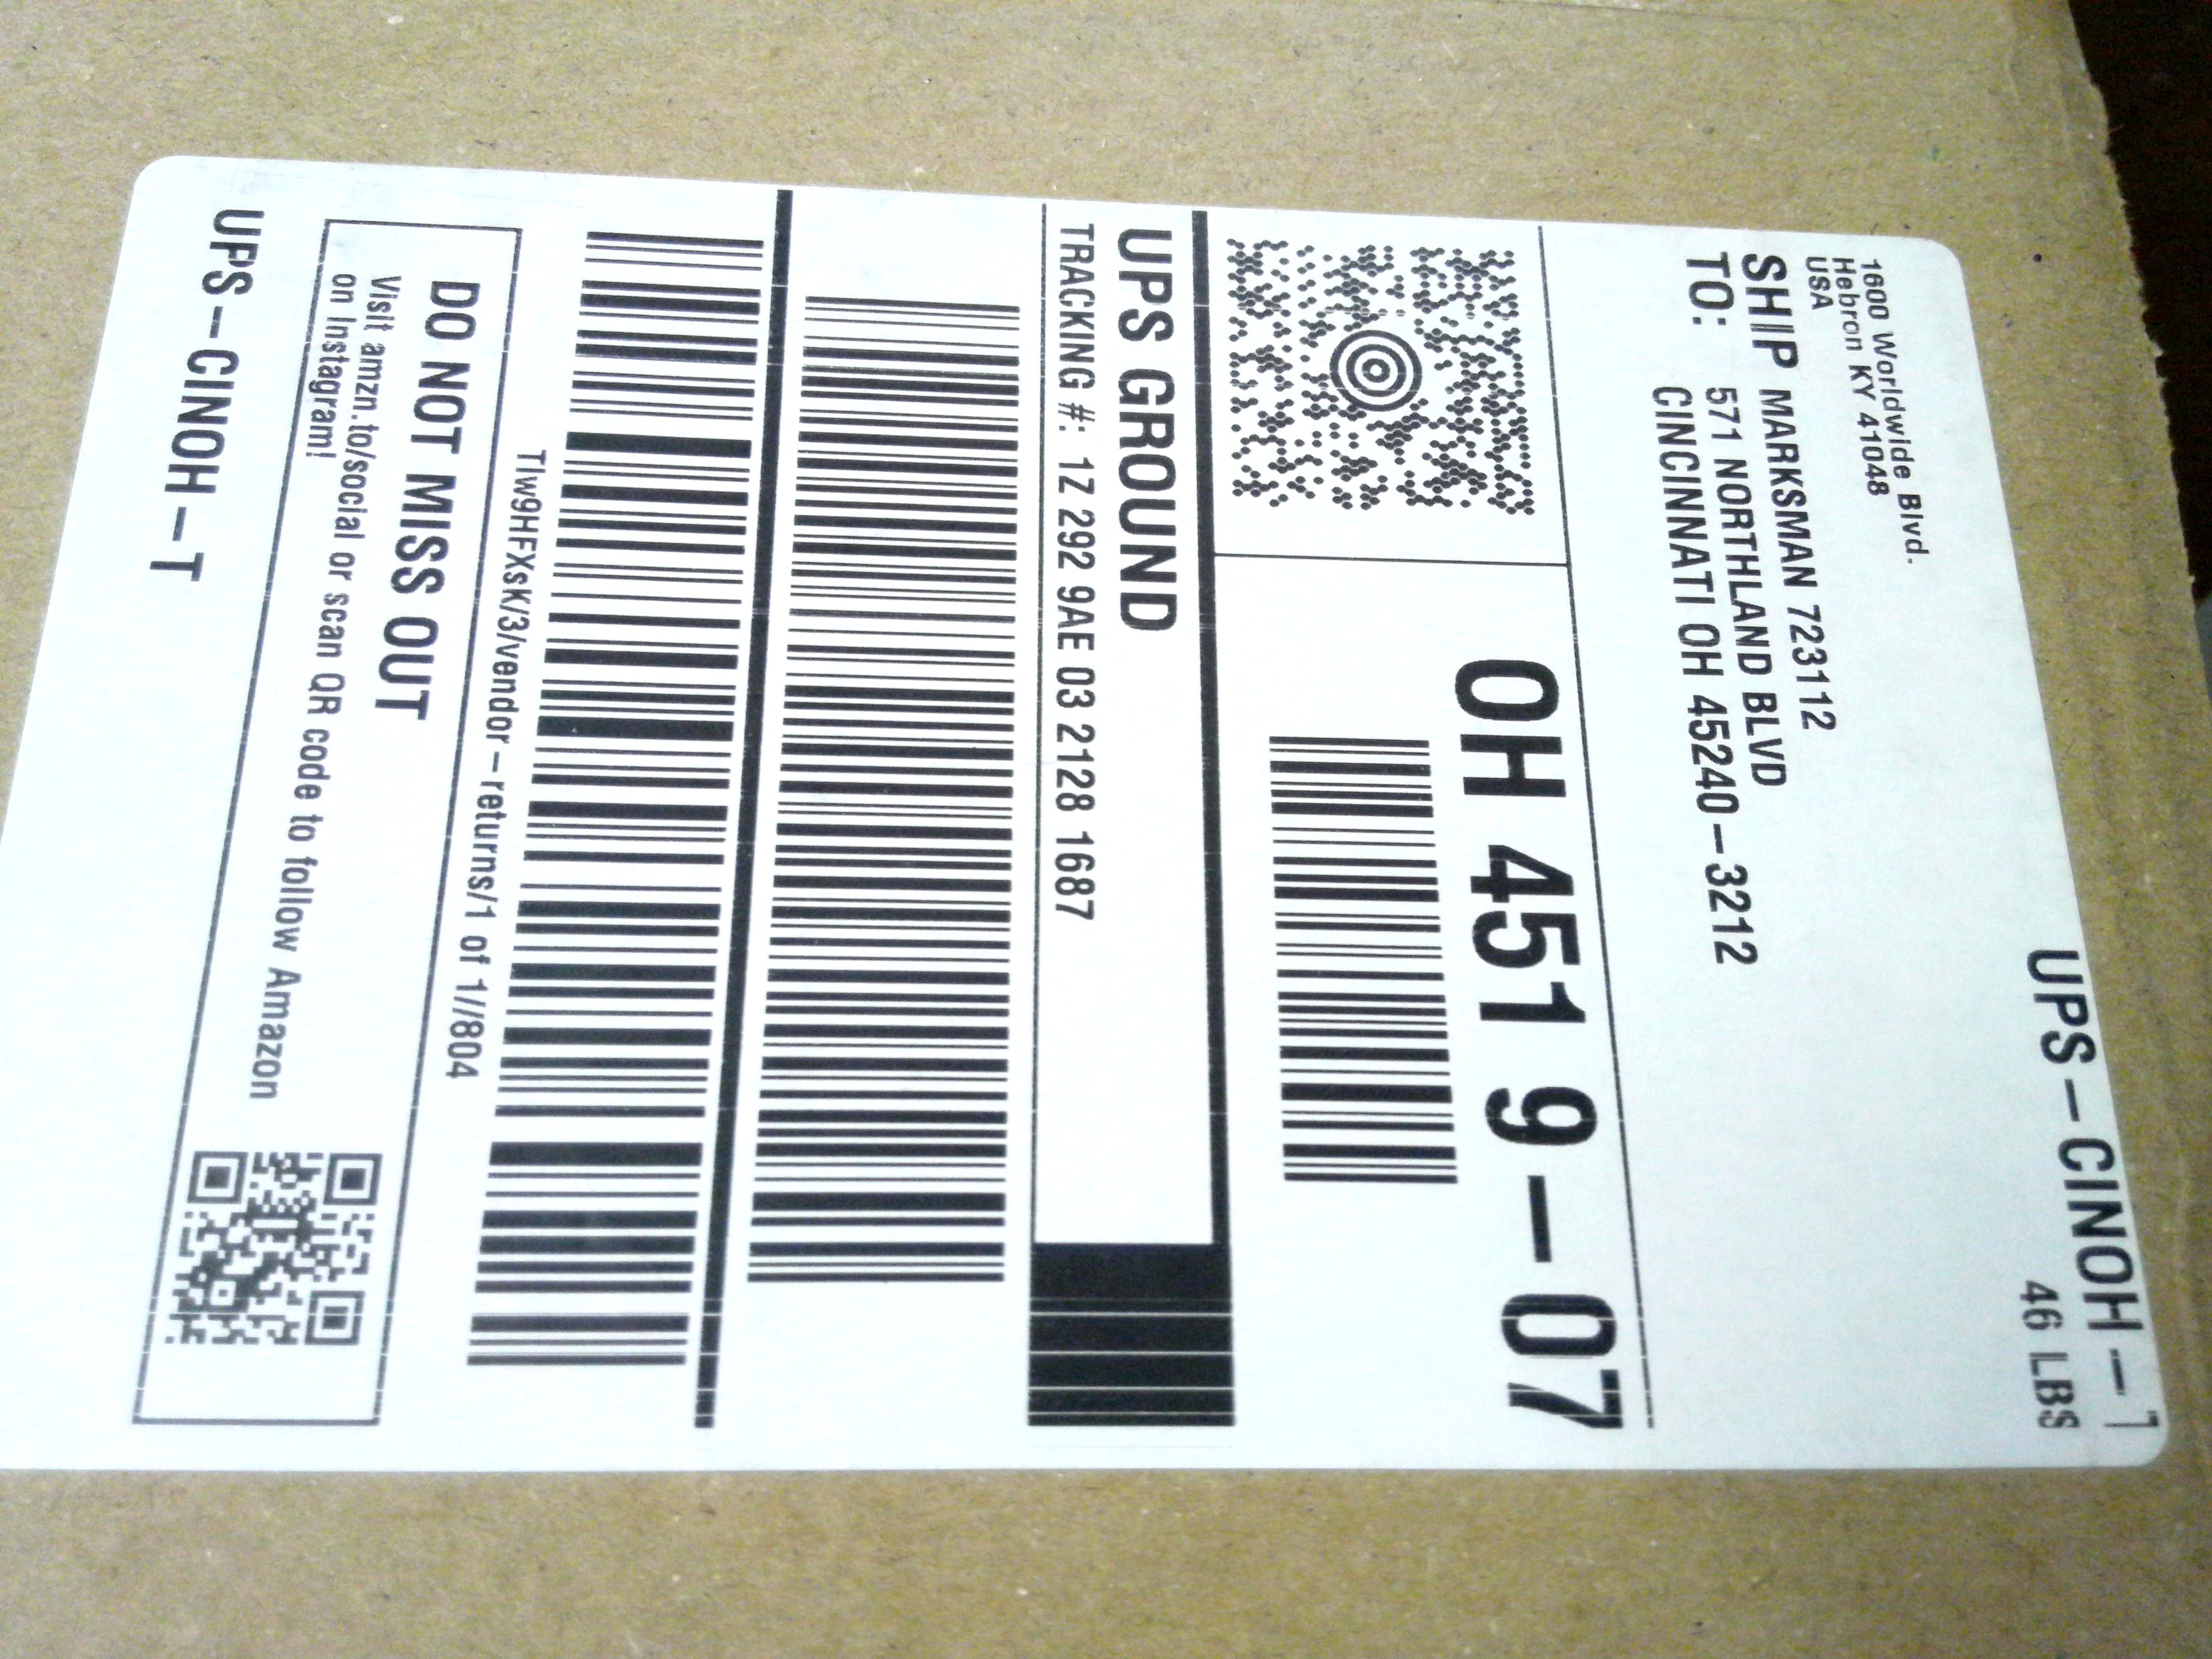 UPS-CINOH-T
46 LBS
1600 Worldwide Blvd.
Hebron KY 41048
USA
SHIP MARKSMAN 723112
TO: 571 NORTHLAND BLVD
CINCINNATI OH 45240-3212
OH 451 9-07
UPS GROUND
TRACKING #: 1Z 292 9AE 03 2128 1687
TIw9HFXsK/3/vendor-returns/1 of 1//804
DO NOT MISS OUT
Visit amzn.to/social or scan QR code to follow Amazon
on Instagram!
UPS-CINOH-T